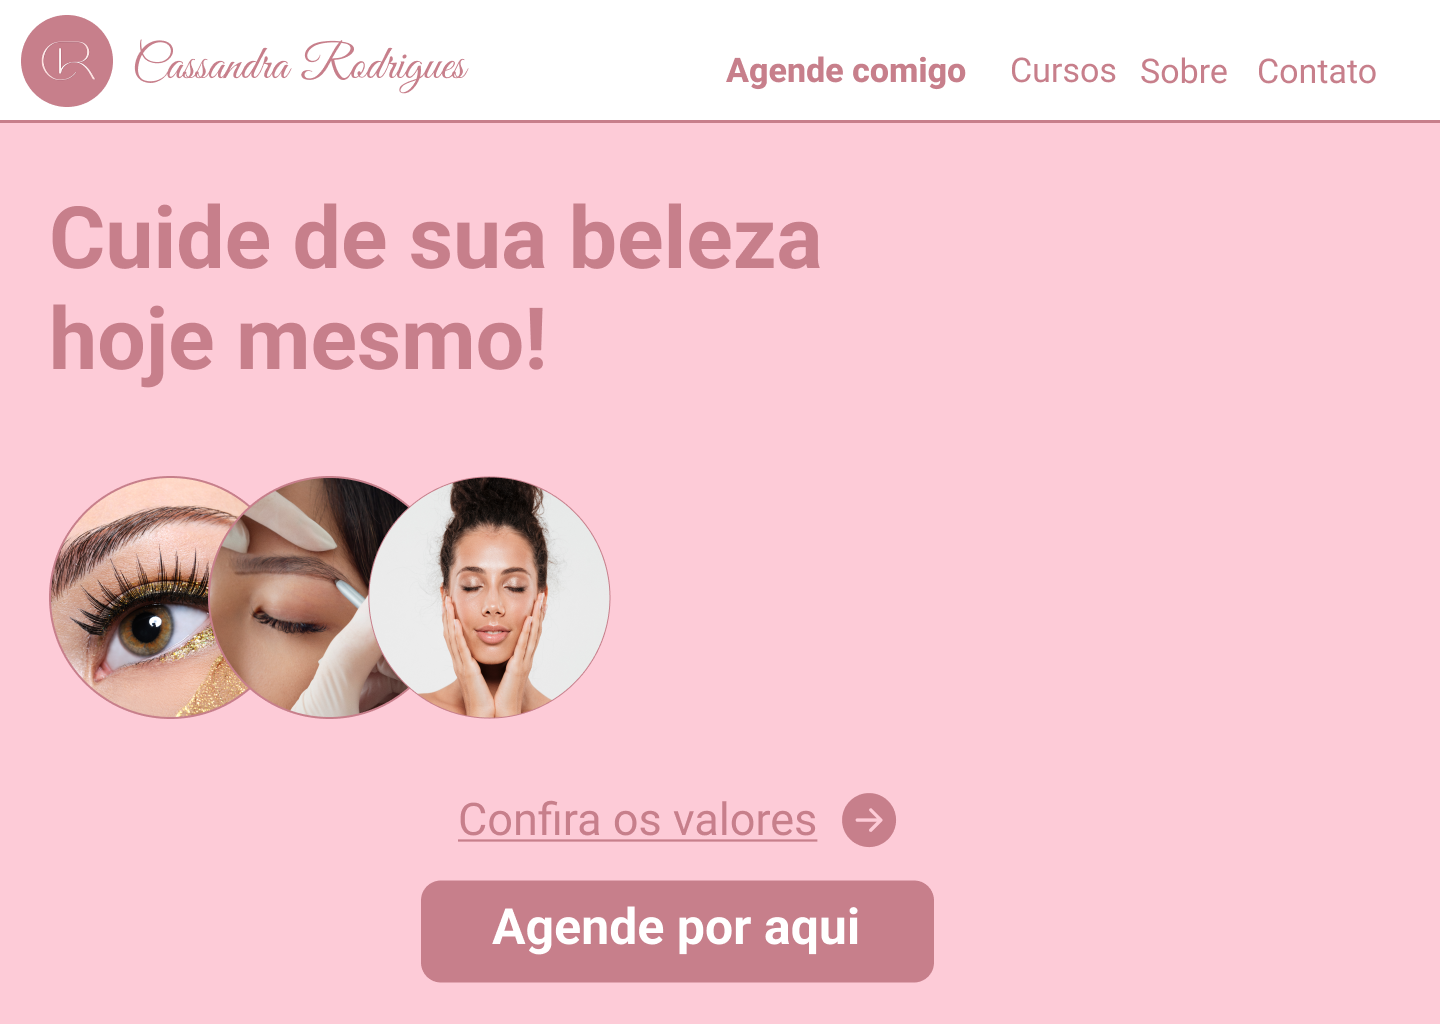 CR Cassandra Rodrigues
Agende comigo Cursos Sobre Contato
Cuide de sua beleza
hoje mesmo!
Confira os valores
Agende por aqui